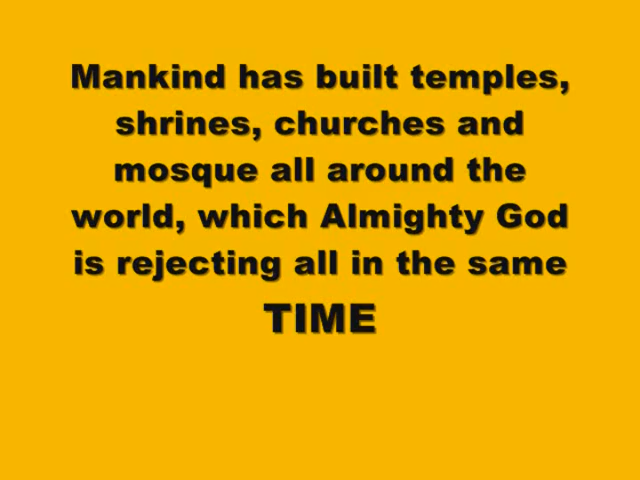 Mankind has built temples,
shrines, churches and
mosque all around the
world, which Almighty God
is rejecting all in the same
TIME